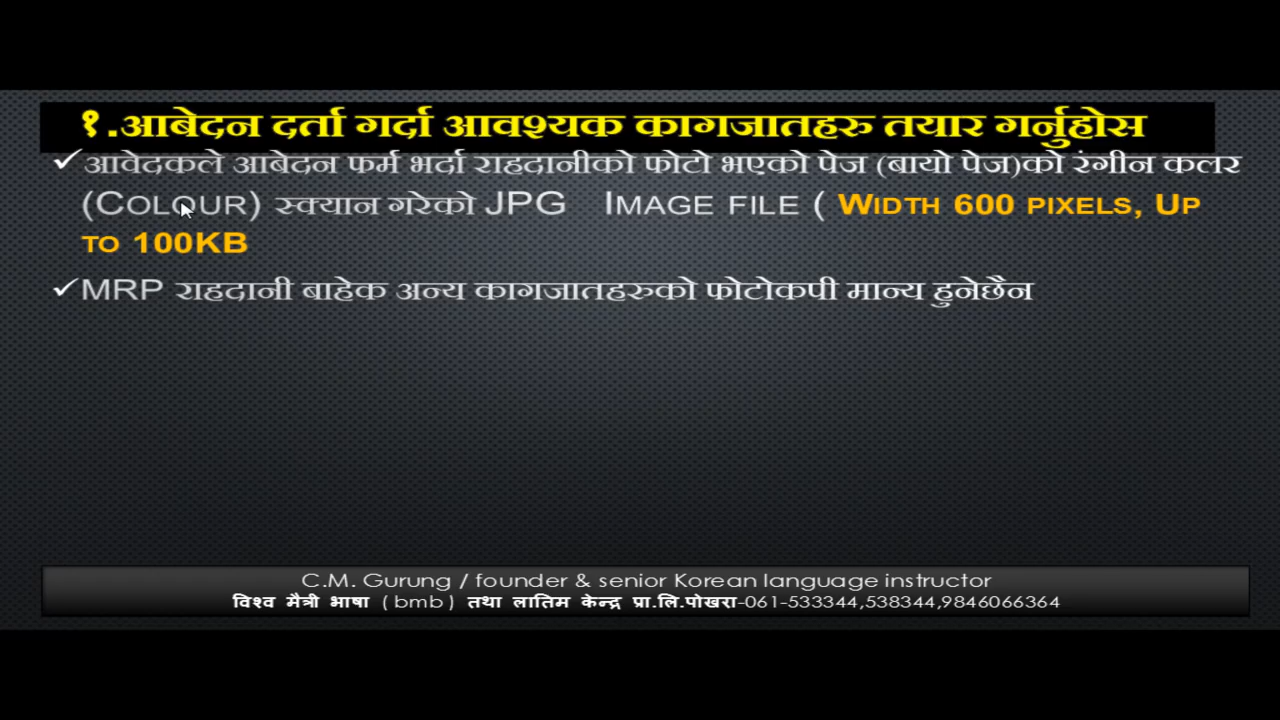 १.आबेदन दर्ता गर्दा आवश्यक कागजातहरु तयार गर्नुहोस
✓आवेदकले आबेदन फर्म भर्दा राहदानीको फोटो भएको पेज (बायो पेज)को रंगीन कलर
(COLOUR) स्क्यान गरेको JPG IMAGE FILE ( WIDTH 600 PIXELS, UP
TO 100KB
✓MRP राहदानी बाहेक अन्य कागजातहरुको फोटोकपी मान्य हुनेछैन
C.M. Gurung / founder & senior Korean language instructor
विश्व मैत्री भाषा ( bmb ) तथा लातिम केन्द्र प्रा.लि.पोखरा-061-533344,538344,9846066364